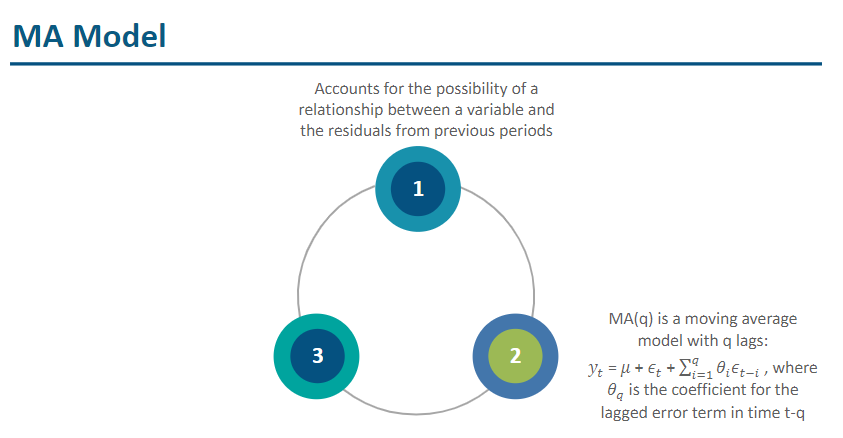 MA Model
Accounts for the possibility of a
relationship between a variable and
the residuals from previous periods
1
3
2
MA(q) is a moving average
model with q lags:
yₜ = μ + ϵₜ + ∑ᵢ₌₁^q θᵢϵₜ₋ᵢ , where
θ_q is the coefficient for the
lagged error term in time t-q